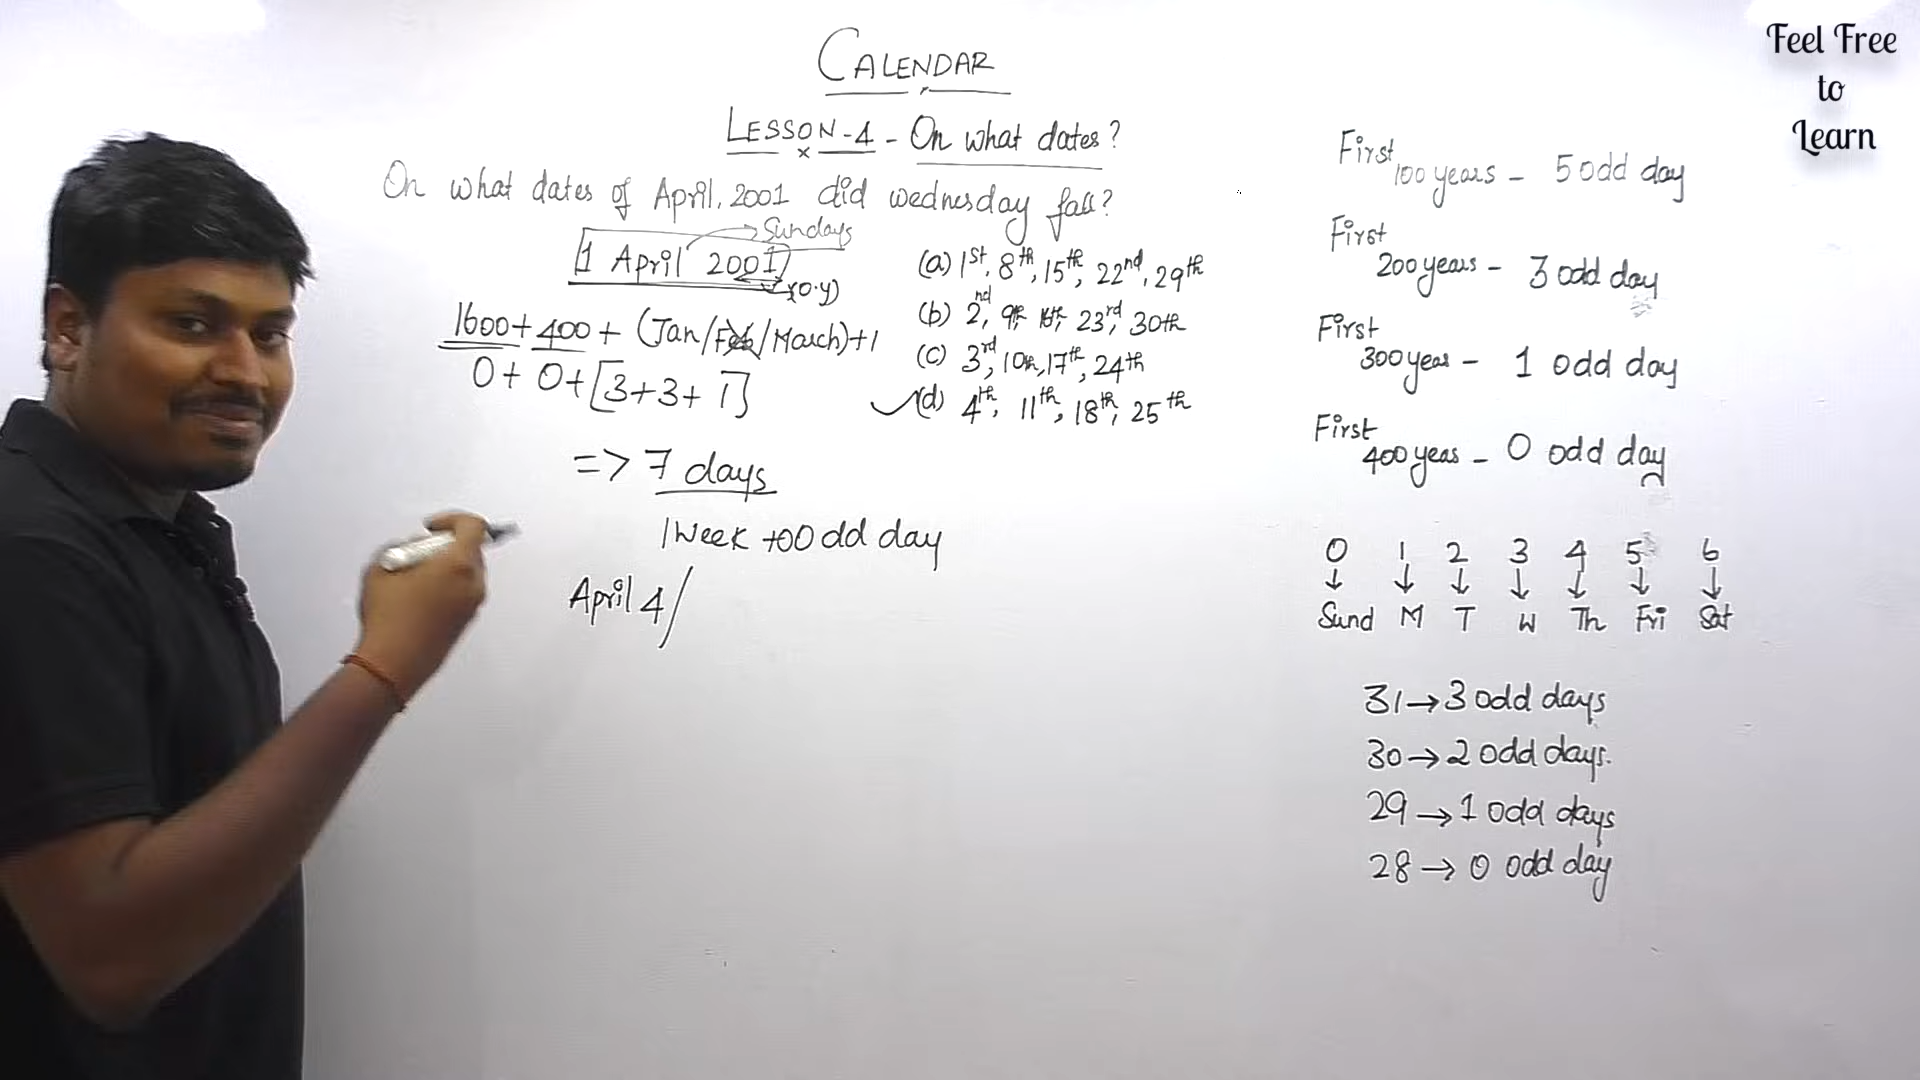 CALENDAR
LESSON-4 - On what dates?
On what dates of April, 2001 did wednesday fall?
1 April 2001
Sundays
(O.Y)
1600+400+ (Jan/Feb/March)+1
0+ 0+[3+3+ 1]
=> 7 days
1 Week +0 Odd day
April 4/
(a) 1st, 8th, 15th, 22nd, 29th
(b) 2nd, 9th, 16th, 23rd, 30th
(c) 3rd, 10th, 17th, 24th
(d) 4th, 11th, 18th, 25th
Feel Free
to
Learn
First 100 years - 5 odd day
First 200 years - 3 odd day
First 300 year - 1 odd day
First 400 yeas - 0 odd day
0 1 2 3 4 5 6
↓ ↓ ↓ ↓ ↓ ↓ ↓
Sund M T W Th Fri Sat
31→3 odd days
30→2 odd days.
29→1 odd days
28→0 odd day